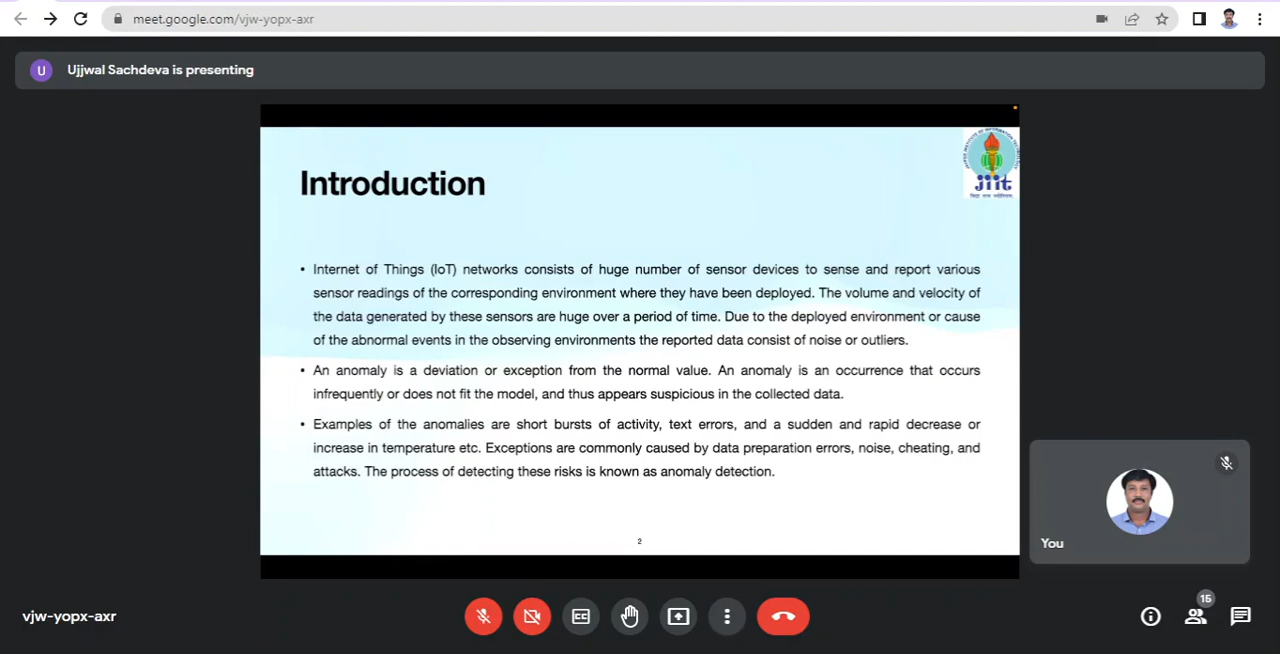 meet.google.com/vjw-yopx-axr
U
Ujjwal Sachdeva is presenting
Introduction
jiit
• Internet of Things (IoT) networks consists of huge number of sensor devices to sense and report various
sensor readings of the corresponding environment where they have been deployed. The volume and velocity of
the data generated by these sensors are huge over a period of time. Due to the deployed environment or cause
of the abnormal events in the observing environments the reported data consist of noise or outliers.
• An anomaly is a deviation or exception from the normal value. An anomaly is an occurrence that occurs
infrequently or does not fit the model, and thus appears suspicious in the collected data.
• Examples of the anomalies are short bursts of activity, text errors, and a sudden and rapid decrease or
increase in temperature etc. Exceptions are commonly caused by data preparation errors, noise, cheating, and
attacks. The process of detecting these risks is known as anomaly detection.
2
You
vjw-yopx-axr
CC
15